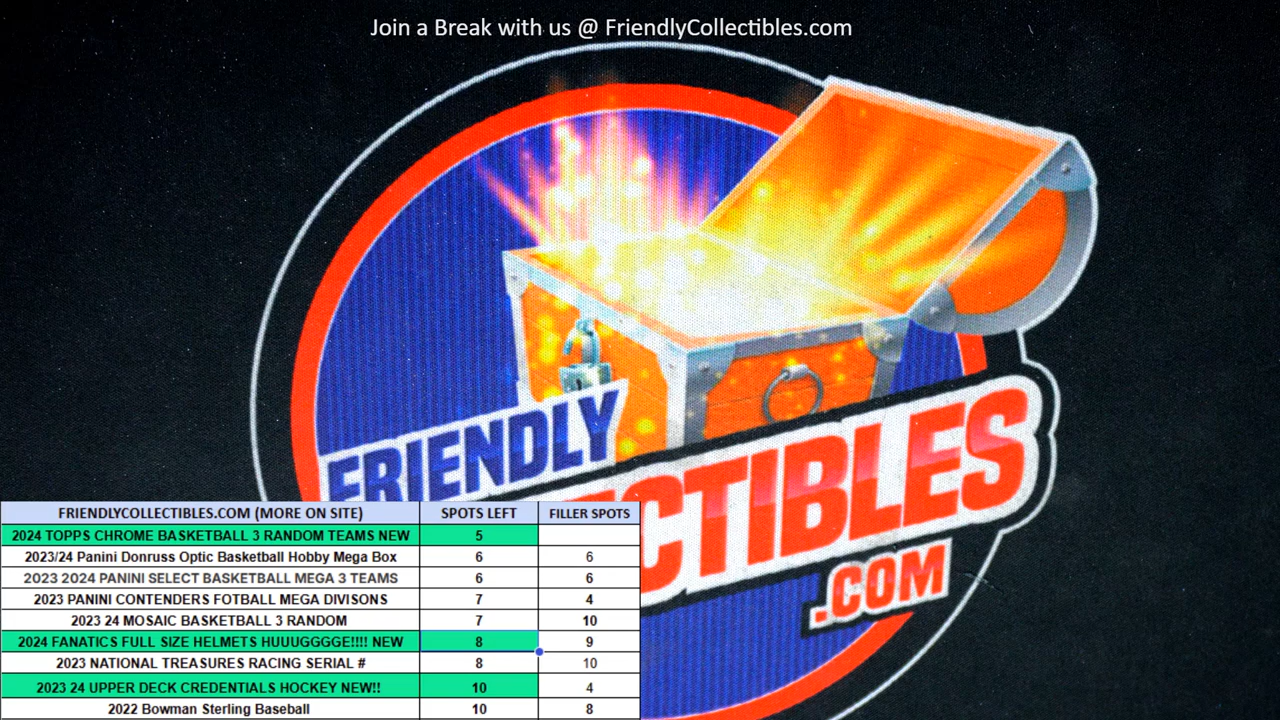 Join a Break with us @ FriendlyCollectibles.com
FRIENDLY
ECTIBLES
.COM
FRIENDLYCOLLECTIBLES.COM (MORE ON SITE) SPOTS LEFT FILLER SPOTS
2024 TOPPS CHROME BASKETBALL 3 RANDOM TEAMS NEW 5
2023/24 Panini Donruss Optic Basketball Hobby Mega Box 6 6
2023 2024 PANINI SELECT BASKETBALL MEGA 3 TEAMS 6 6
2023 PANINI CONTENDERS FOTBALL MEGA DIVISONS 7 4
2023 24 MOSAIC BASKETBALL 3 RANDOM 7 10
2024 FANATICS FULL SIZE HELMETS HUUUGGGGE!!!! NEW 8 9
2023 NATIONAL TREASURES RACING SERIAL # 8 10
2023 24 UPPER DECK CREDENTIALS HOCKEY NEW!! 10 4
2022 Bowman Sterling Baseball 10 8